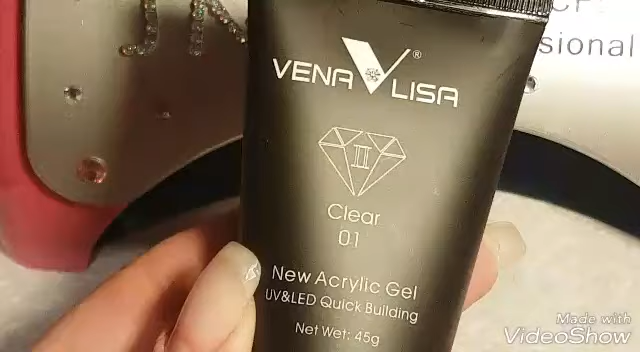 VENA LISA ®
II
Clear
01
New Acrylic Gel
UV&LED Quick Building
Net Wet: 45g
sional
Made with
VideoShow